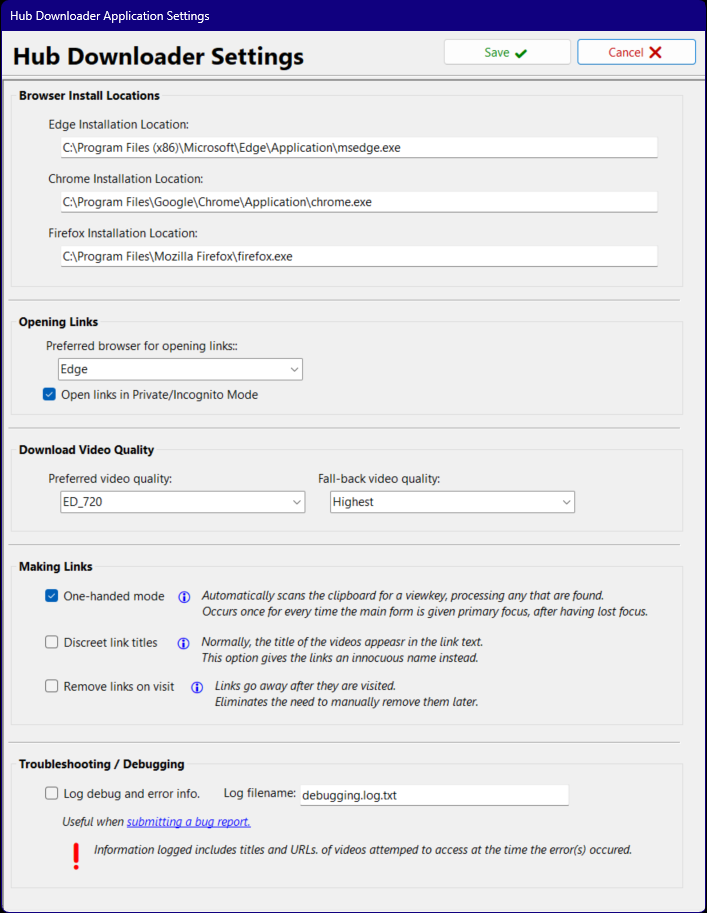 Hub Downloader Application Settings
Hub Downloader Settings
Save
Cancel
Browser Install Locations
Edge Installation Location:
C:\Program Files (x86)\Microsoft\Edge\Application\msedge.exe
Chrome Installation Location:
C:\Program Files\Google\Chrome\Application\chrome.exe
Firefox Installation Location:
C:\Program Files\Mozilla Firefox\firefox.exe
Opening Links
Preferred browser for opening links::
Edge
Open links in Private/Incognito Mode
Download Video Quality
Preferred video quality: Fall-back video quality:
ED_720 Highest
Making Links
One-handed mode Automatically scans the clipboard for a viewkey, processing any that are found.
Occurs once for every time the main form is given primary focus, after having lost focus.
Discreet link titles Normally, the title of the videos appeasr in the link text.
This option gives the links an innocuous name instead.
Remove links on visit Links go away after they are visited.
Eliminates the need to manually remove them later.
Troubleshooting / Debugging
Log debug and error info. Log filename: debugging.log.txt
Useful when submitting a bug report.
Information logged includes titles and URLs. of videos attemped to access at the time the error(s) occured.